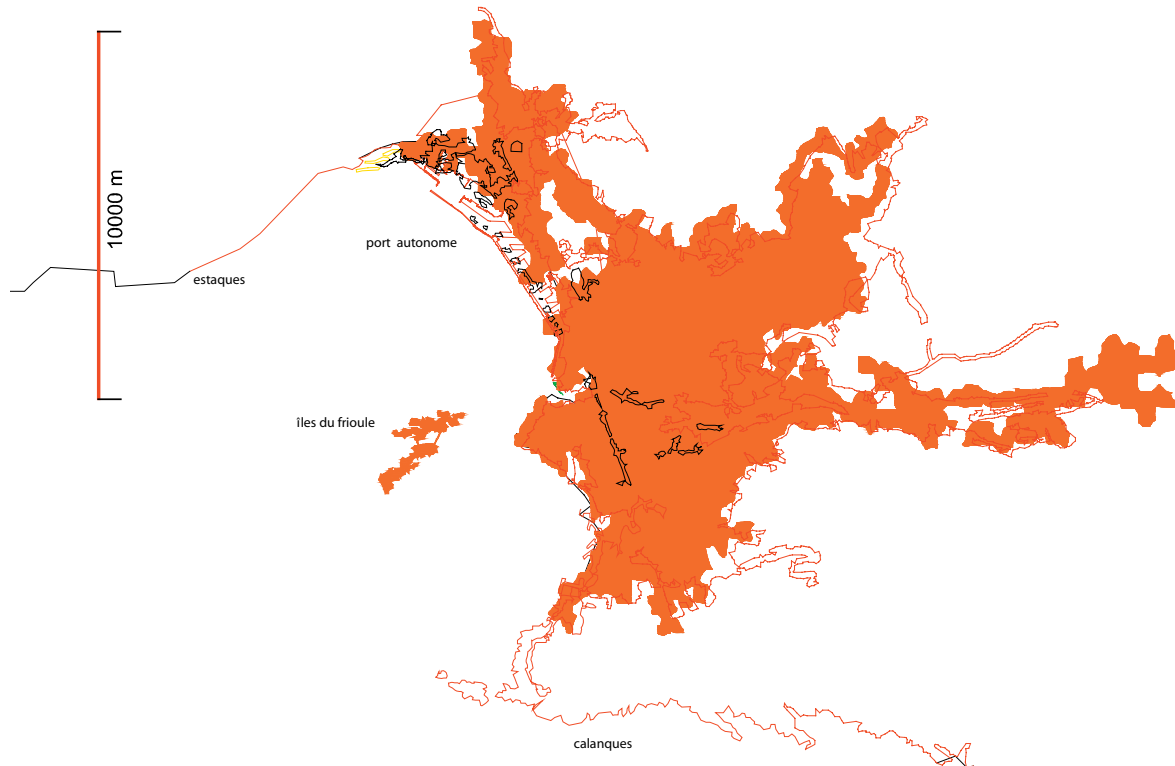 10000 m
port autonome
estaques
îles du frioule
calanques